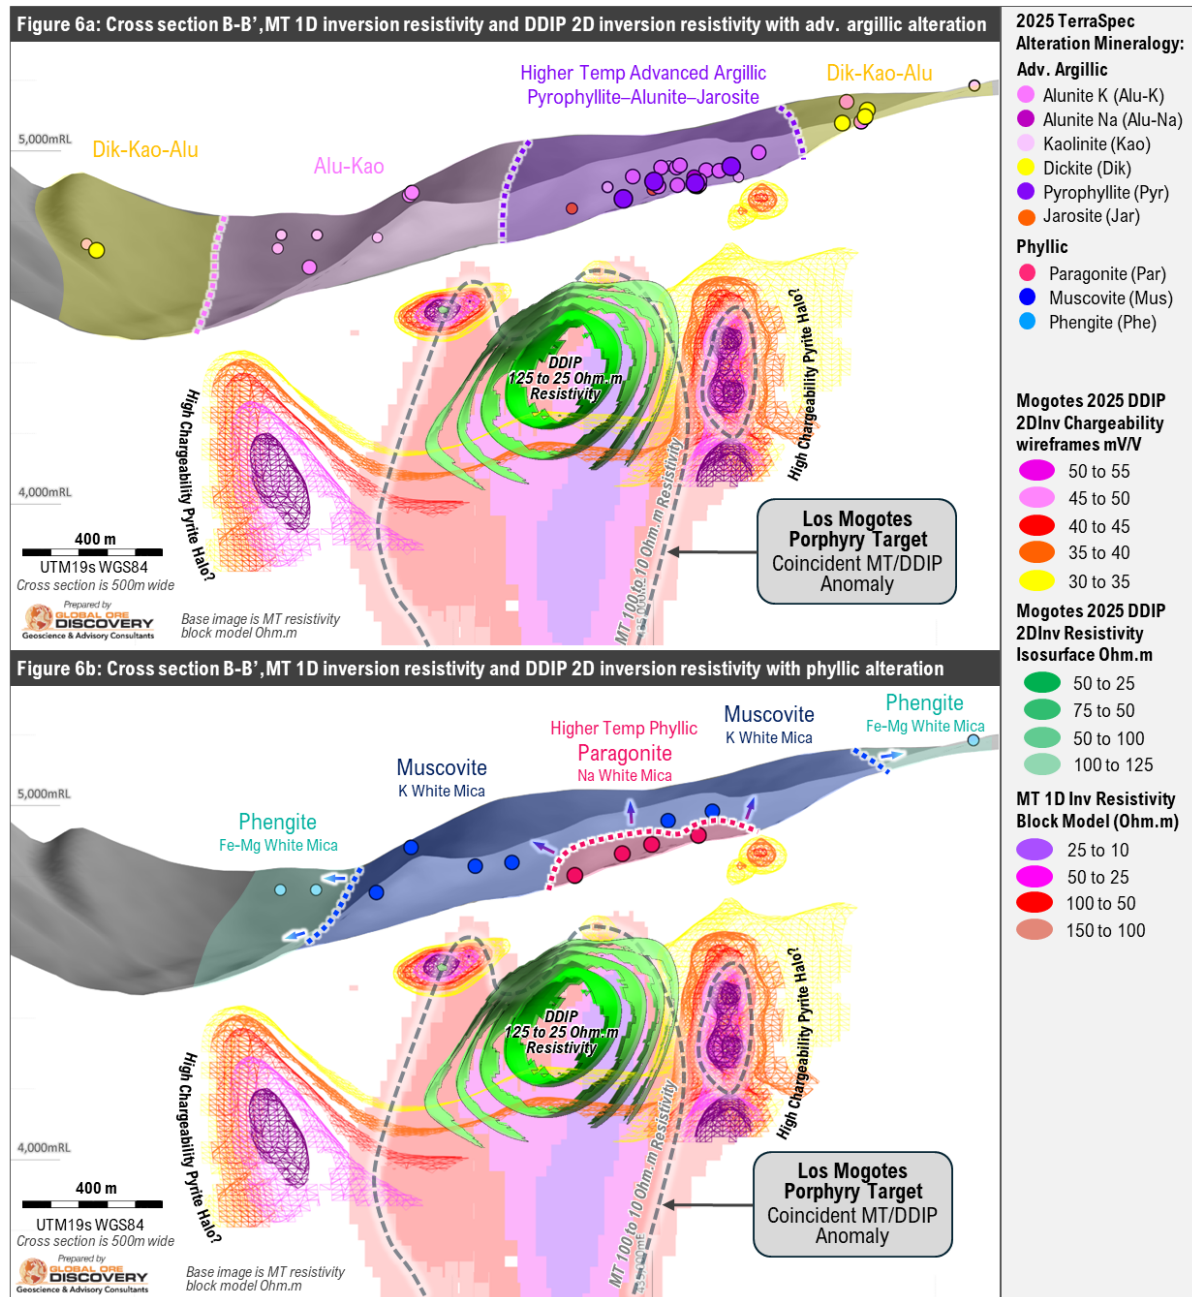 Figure 6a: Cross section B-B',MT 1D inversion resistivity and DDIP 2D inversion resistivity with adv. argillic alteration
5,000mRL
Dik-Kao-Alu
Alu-Kao
Higher Temp Advanced Argillic
Pyrophyllite–Alunite–Jarosite
Dik-Kao-Alu
DDIP
125 to 25 Ohm.m
Resistivity
High Chargeability Pyrite Halo?
High Chargeability Pyrite Halo?
MT 100 to 10 Ohm.m Resistivity
4,000mRL
Los Mogotes
Porphyry Target
Coincident MT/DDIP
Anomaly
400 m
UTM19s WGS84
Cross section is 500m wide
Prepared by
GLOBAL ORE
DISCOVERY
Geoscience & Advisory Consultants
Base image is MT resistivity
block model Ohm.m
Figure 6b: Cross section B-B',MT 1D inversion resistivity and DDIP 2D inversion resistivity with phyllic alteration
5,000mRL
Phengite
Fe-Mg White Mica
Muscovite
K White Mica
Higher Temp Phyllic
Paragonite
Na White Mica
Muscovite
K White Mica
Phengite
Fe-Mg White Mica
DDIP
125 to 25 Ohm.m
Resistivity
High Chargeability Pyrite Halo?
High Chargeability Pyrite Halo?
MT 100 to 10 Ohm.m Resistivity
4,000mRL
Los Mogotes
Porphyry Target
Coincident MT/DDIP
Anomaly
400 m
UTM19s WGS84
Cross section is 500m wide
Prepared by
GLOBAL ORE
DISCOVERY
Geoscience & Advisory Consultants
Base image is MT resistivity
block model Ohm.m
2025 TerraSpec
Alteration Mineralogy:
Adv. Argillic
Alunite K (Alu-K)
Alunite Na (Alu-Na)
Kaolinite (Kao)
Dickite (Dik)
Pyrophyllite (Pyr)
Jarosite (Jar)
Phyllic
Paragonite (Par)
Muscovite (Mus)
Phengite (Phe)
Mogotes 2025 DDIP
2DInv Chargeability
wireframes mV/V
50 to 55
45 to 50
40 to 45
35 to 40
30 to 35
Mogotes 2025 DDIP
2DInv Resistivity
Isosurface Ohm.m
50 to 25
75 to 50
50 to 100
100 to 125
MT 1D Inv Resistivity
Block Model (Ohm.m)
25 to 10
50 to 25
100 to 50
150 to 100